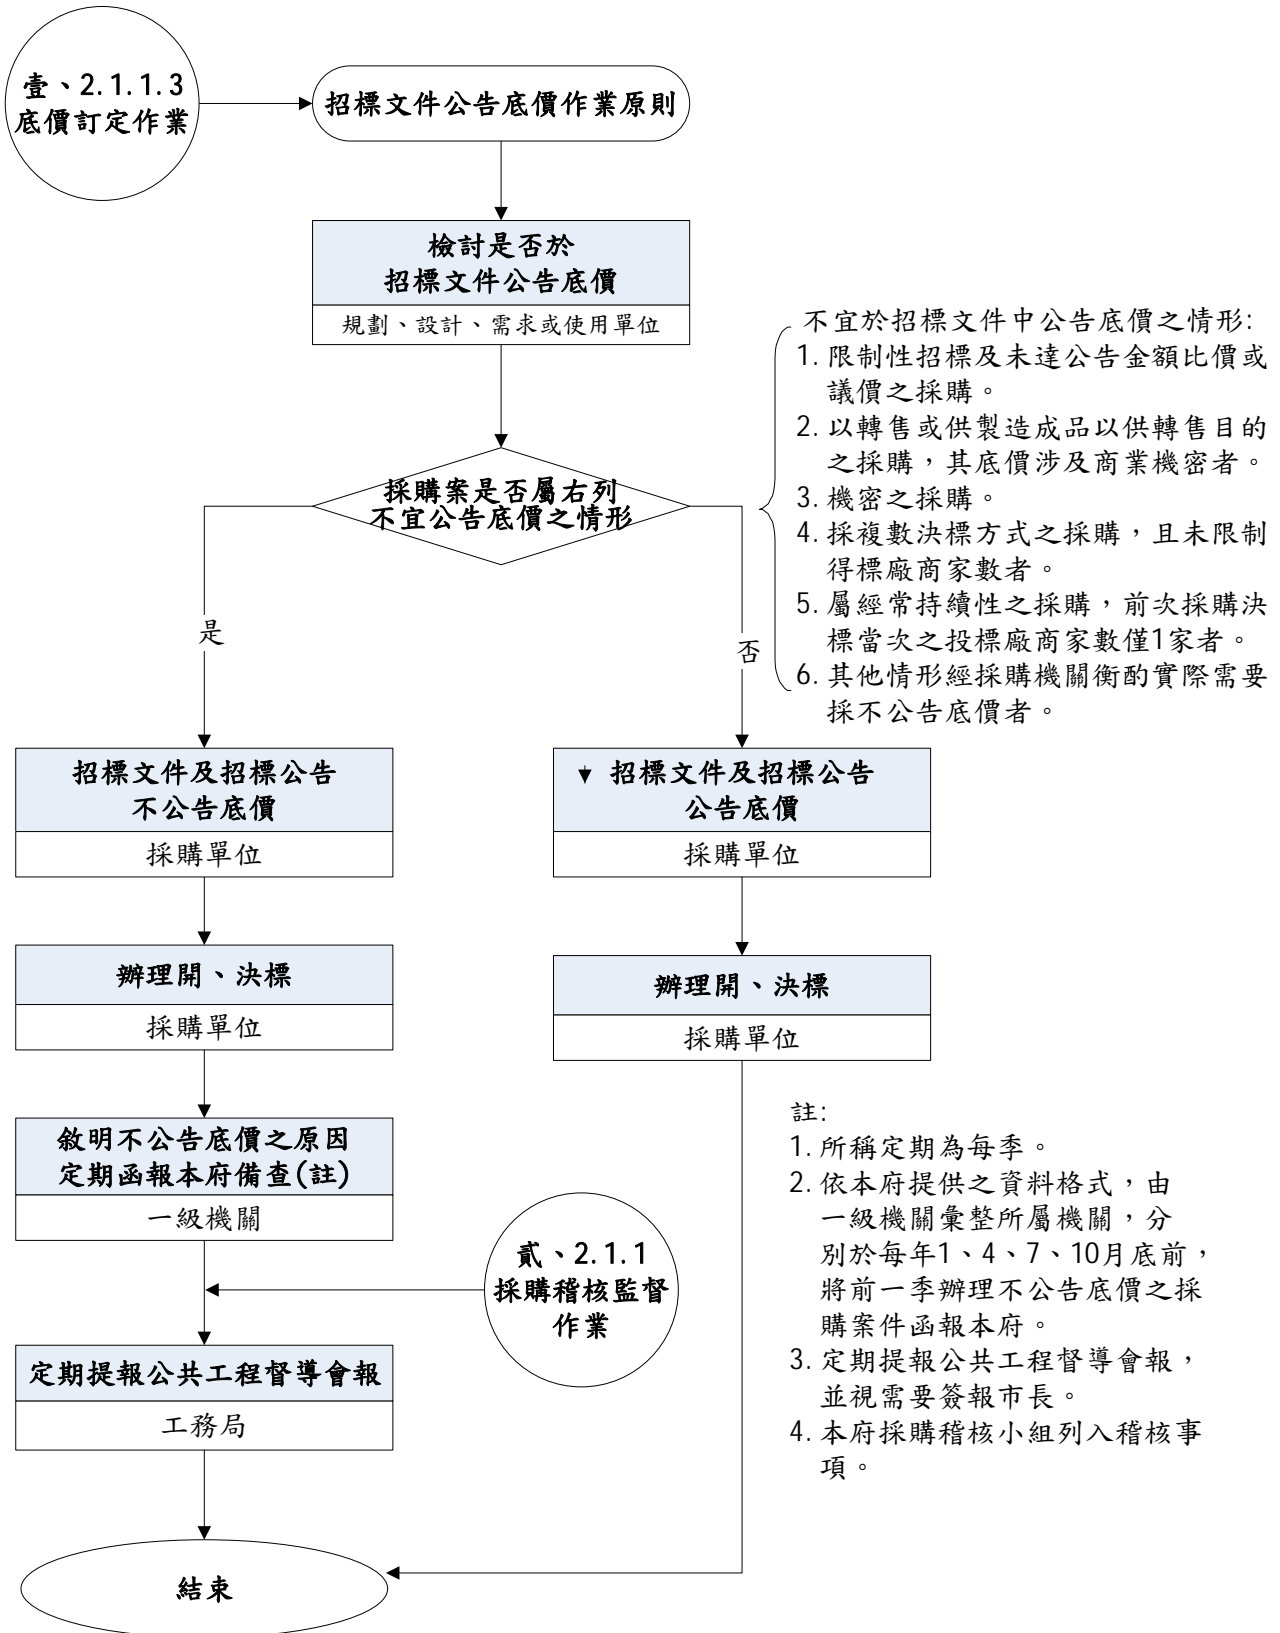 壹、2.1.1.3
底價訂定作業
招標文件公告底價作業原則
檢討是否於
招標文件公告底價
規劃、設計、需求或使用單位
採購案是否屬右列
不宜公告底價之情形
不宜於招標文件中公告底價之情形:
1.限制性招標及未達公告金額比價或
議價之採購。
2.以轉售或供製造成品以供轉售目的
之採購，其底價涉及商業機密者。
3.機密之採購。
4.採複數決標方式之採購，且未限制
得標廠商家數者。
5.屬經常持續性之採購，前次採購決
標當次之投標廠商家數僅1家者。
6.其他情形經採購機關衡酌實際需要
採不公告底價者。
是
否
招標文件及招標公告
不公告底價
採購單位
招標文件及招標公告
公告底價
採購單位
辦理開、決標
採購單位
辦理開、決標
採購單位
敘明不公告底價之原因
定期函報本府備查(註)
一級機關
貳、2.1.1
採購稽核監督
作業
定期提報公共工程督導會報
工務局
結束
註:
1.所稱定期為每季。
2.依本府提供之資料格式，由
一級機關彙整所屬機關，分
別於每年1、4、7、10月底前，
將前一季辦理不公告底價之採
購案件函報本府。
3.定期提報公共工程督導會報，
並視需要簽報市長。
4.本府採購稽核小組列入稽核事
項。